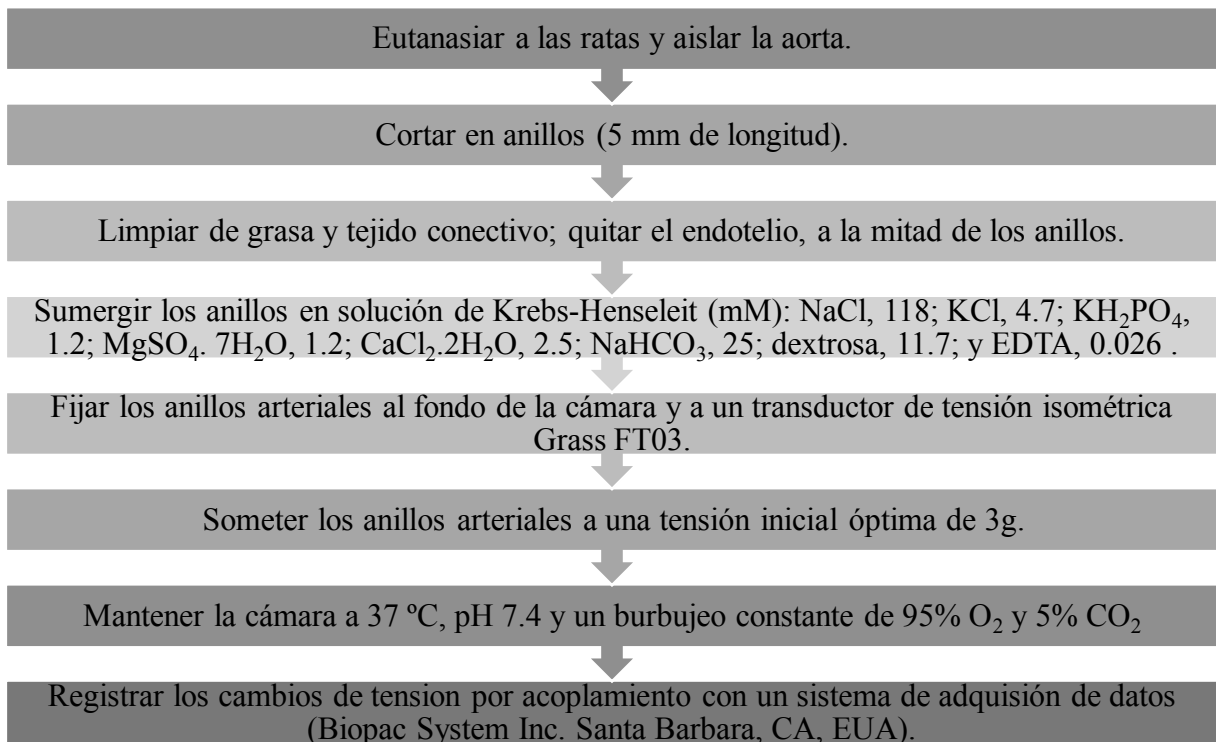 Eutanasiar a las ratas y aislar la aorta.
Cortar en anillos (5 mm de longitud).
Limpiar de grasa y tejido conectivo; quitar el endotelio, a la mitad de los anillos.
Sumergir los anillos en solución de Krebs-Henseleit (mM): NaCl, 118; KCl, 4.7; KH₂PO₄,
1.2; MgSO₄. 7H₂O, 1.2; CaCl₂.2H₂O, 2.5; NaHCO₃, 25; dextrosa, 11.7; y EDTA, 0.026 .
Fijar los anillos arteriales al fondo de la cámara y a un transductor de tensión isométrica
Grass FT03.
Someter los anillos arteriales a una tensión inicial óptima de 3g.
Mantener la cámara a 37 ºC, pH 7.4 y un burbujeo constante de 95% O₂ y 5% CO₂
Registrar los cambios de tension por acoplamiento con un sistema de adquisión de datos
(Biopac System Inc. Santa Barbara, CA, EUA).